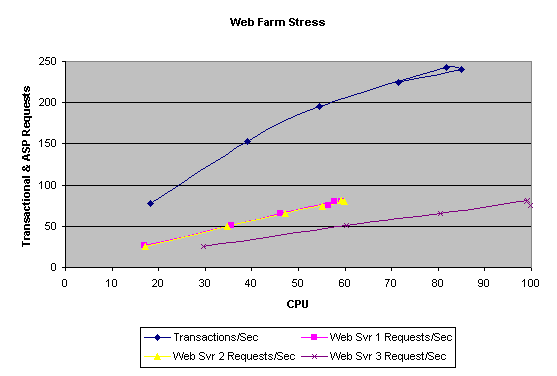 Web Farm Stress
Transactional & ASP Requests
250
200
150
100
50
0
0 10 20 30 40 50 60 70 80 90 100
CPU
Transactions/Sec Web Svr 1 Requests/Sec
Web Svr 2 Requests/Sec Web Svr 3 Request/Sec